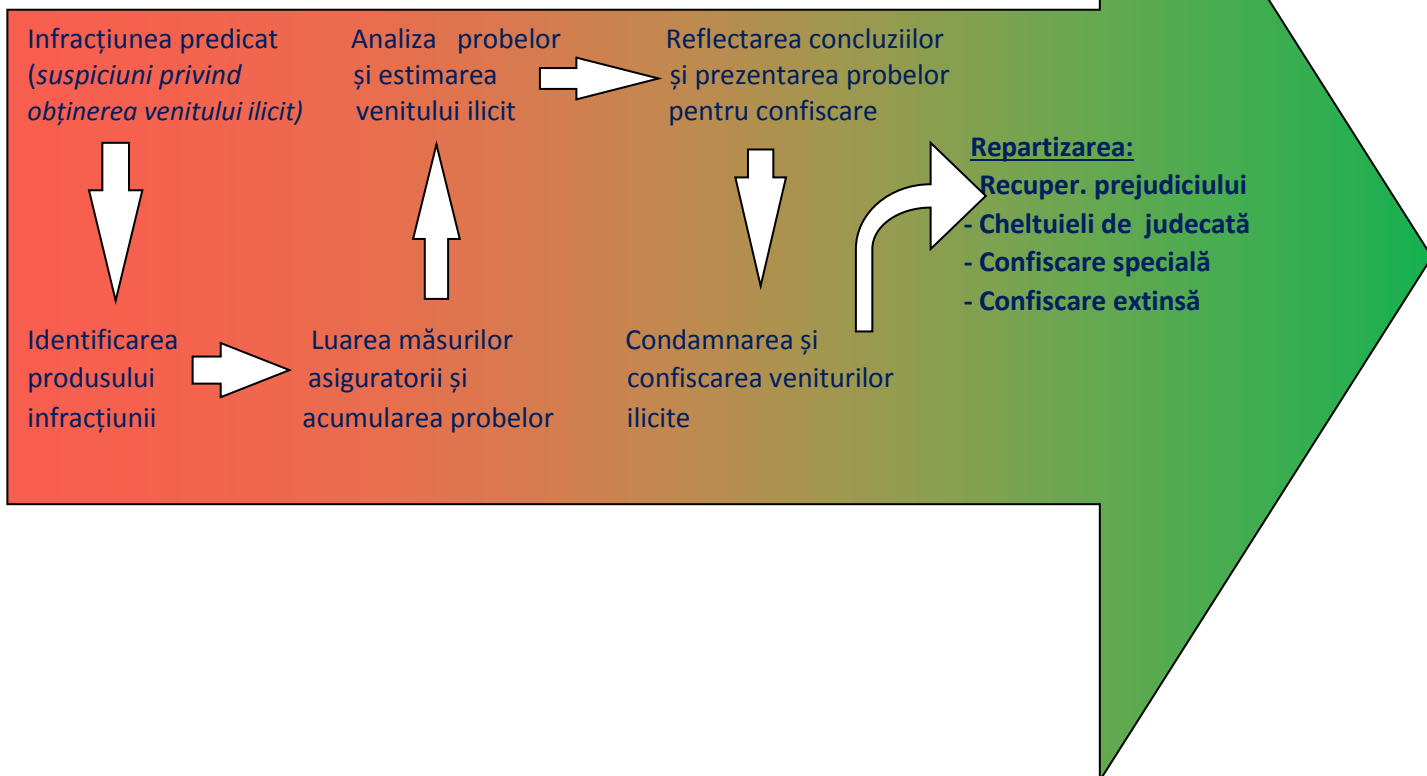 Infracțiunea predicat
(suspiciuni privind
obținerea venitului ilicit)
Identificarea
produsului
infracțiunii
Luarea măsurilor
asiguratorii și
acumularea probelor
Analiza probelor
și estimarea
venitului ilicit
Reflectarea concluziilor
și prezentarea probelor
pentru confiscare
Condamnarea și
confiscarea veniturilor
ilicite
Repartizarea:
Recuper. prejudiciului
- Cheltuieli de judecată
- Confiscare specială
- Confiscare extinsă